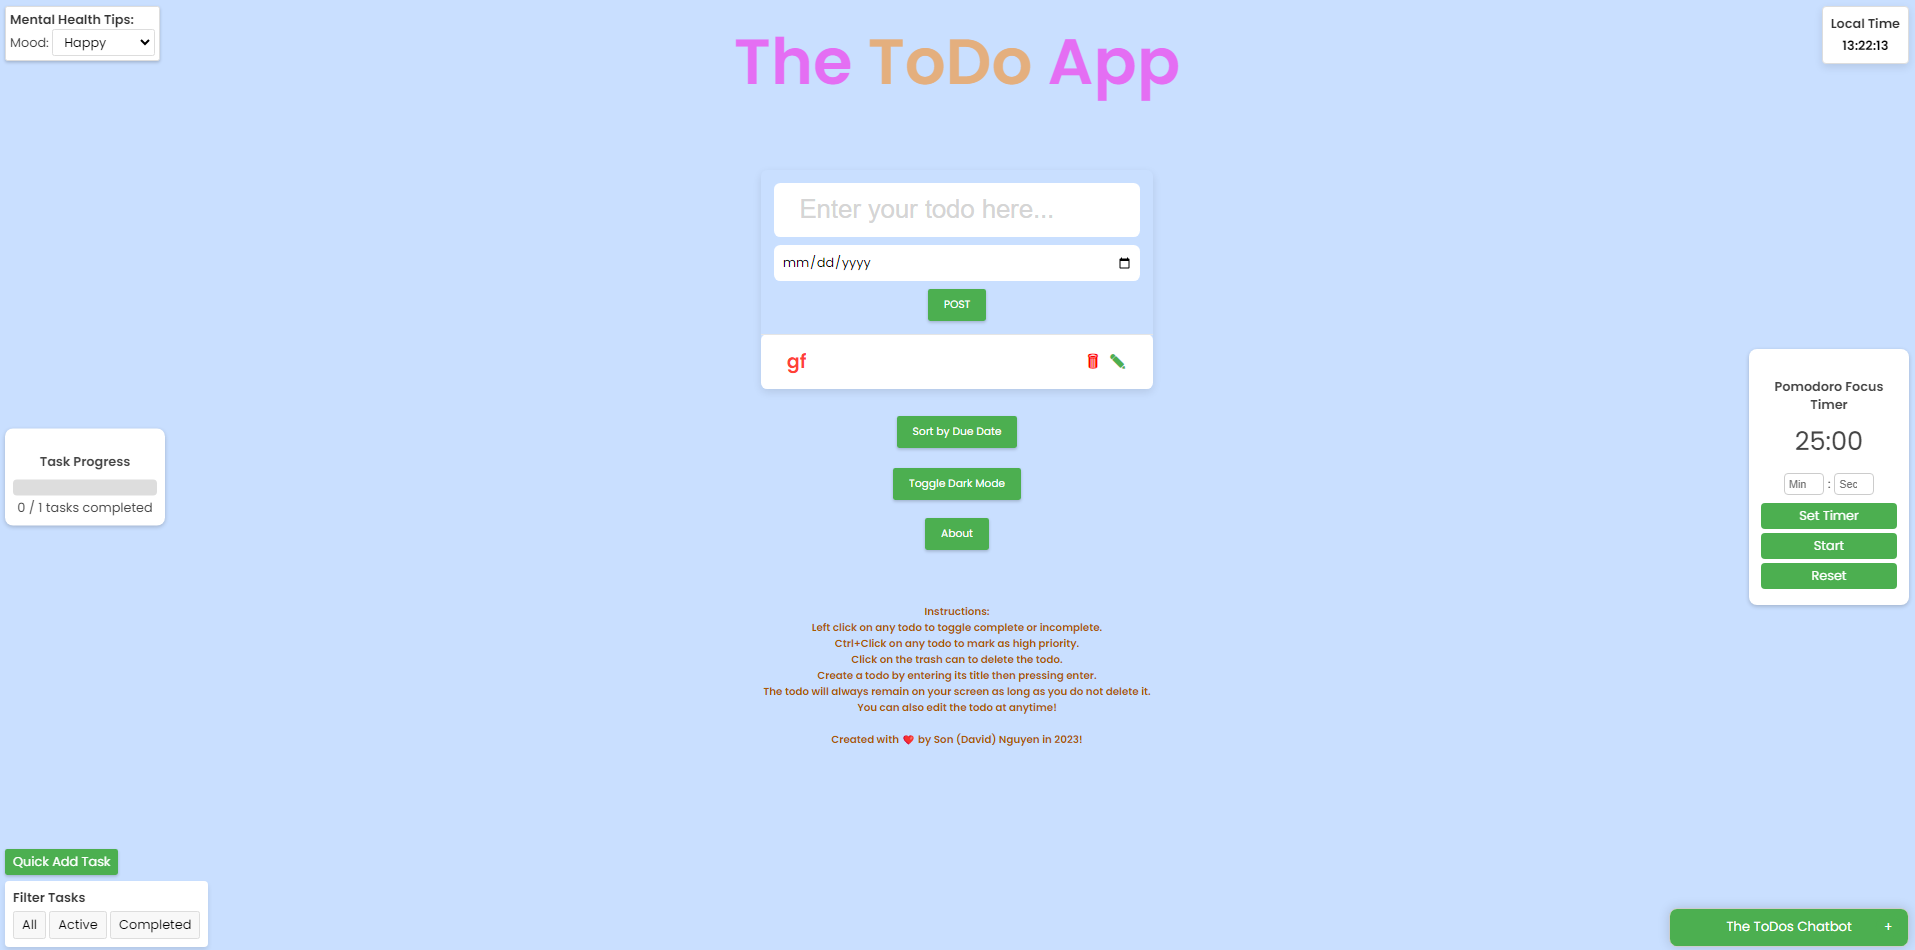 Mental Health Tips:
Mood: Happy
The ToDo App
Local Time
13:22:13
Enter your todo here...
mm/dd/yyyy
POST
gf
Sort by Due Date
Toggle Dark Mode
About
Task Progress
0 / 1 tasks completed
Pomodoro Focus
Timer
25:00
Min : Sec
Set Timer
Start
Reset
Instructions:
Left click on any todo to toggle complete or incomplete.
Ctrl+Click on any todo to mark as high priority.
Click on the trash can to delete the todo.
Create a todo by entering its title then pressing enter.
The todo will always remain on your screen as long as you do not delete it.
You can also edit the todo at anytime!
Created with ❤️ by Son (David) Nguyen in 2023!
Quick Add Task
Filter Tasks
All Active Completed
The ToDos Chatbot +